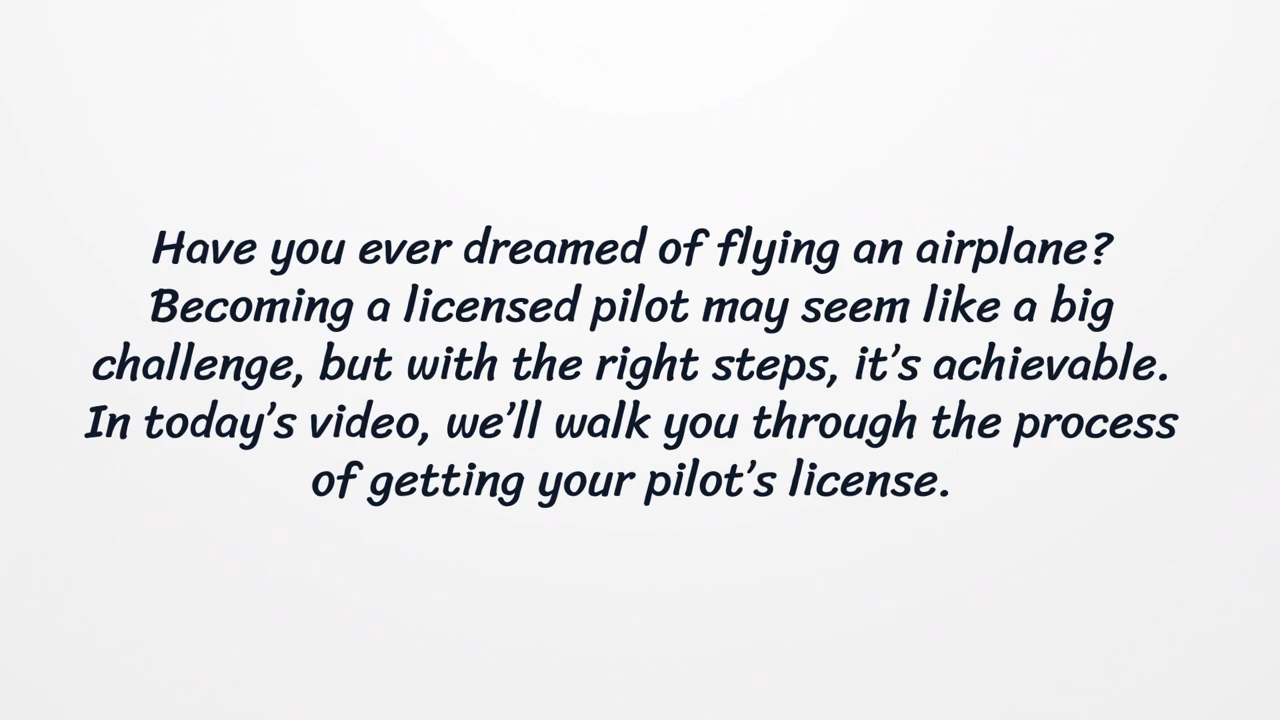 Have you ever dreamed of flying an airplane?
Becoming a licensed pilot may seem like a big
challenge, but with the right steps, it’s achievable.
In today’s video, we’ll walk you through the process
of getting your pilot’s license.